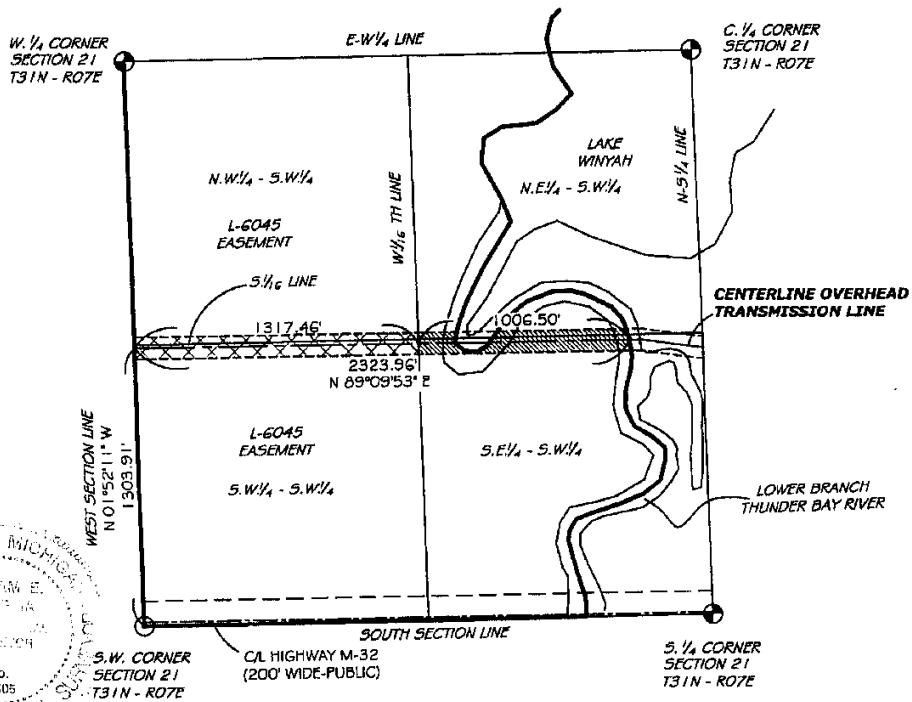 W. 1/4 CORNER
SECTION 21
T31N - R07E
E-W1/4 LINE
C. 1/4 CORNER
SECTION 21
T31N - R07E
LAKE
WINYAH
N.W.1/4 - S.W.1/4
N.E.1/4 - S.W.1/4
N-S1/4 LINE
W1/16 TH LINE
L-6045
EASEMENT
S.1/16 LINE
CENTERLINE OVERHEAD
TRANSMISSION LINE
1317.46'
1006.50'
2323.96'
N 89°09'53" E
WEST SECTION LINE
N 01°52'11" W
1303.91'
L-6045
EASEMENT
S.W.1/4 - S.W.1/4
S.E.1/4 - S.W.1/4
LOWER BRANCH
THUNDER BAY RIVER
SOUTH SECTION LINE
C/L HIGHWAY M-32
(200' WIDE-PUBLIC)
S.W. CORNER
SECTION 21
T31N - R07E
S. 1/4 CORNER
SECTION 21
T31N - R07E
MICHIGAN
E.